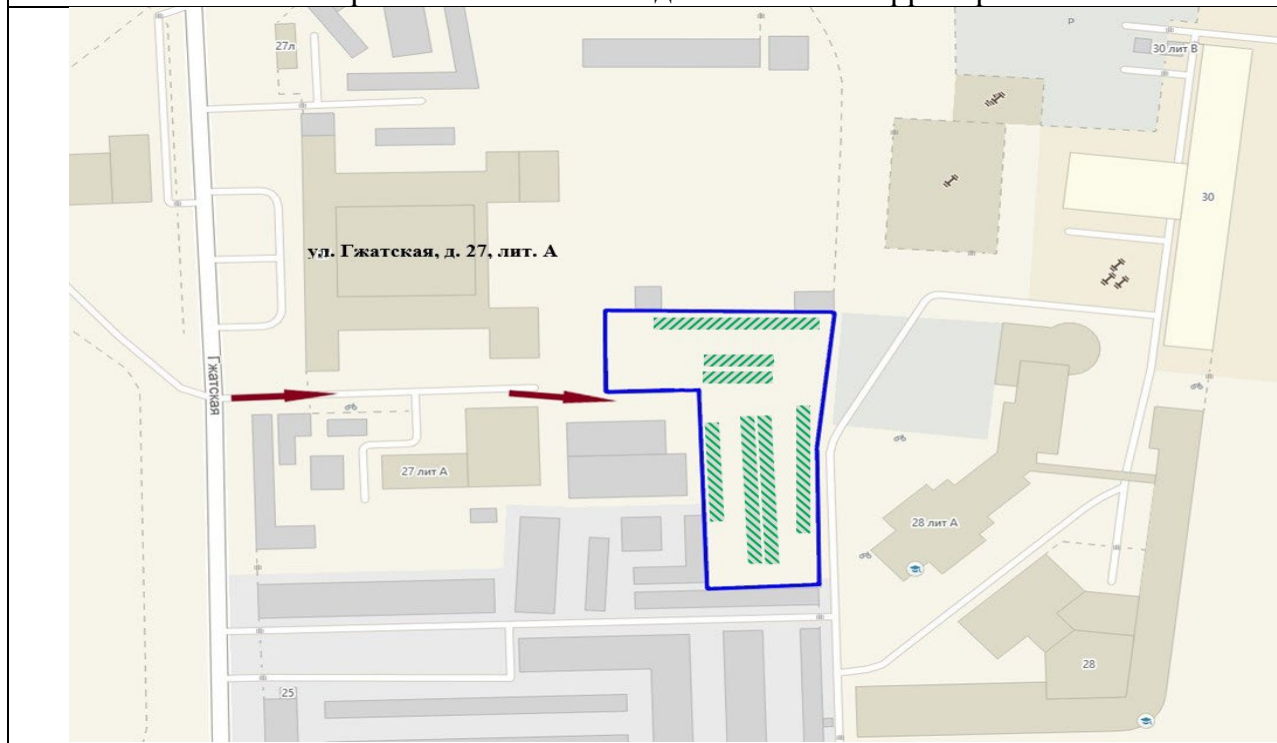 27л
Р
30 лит В
30
ул. Гжатская, д. 27, лит. А
Гжатская
27 лит А
28 лит А
28
25